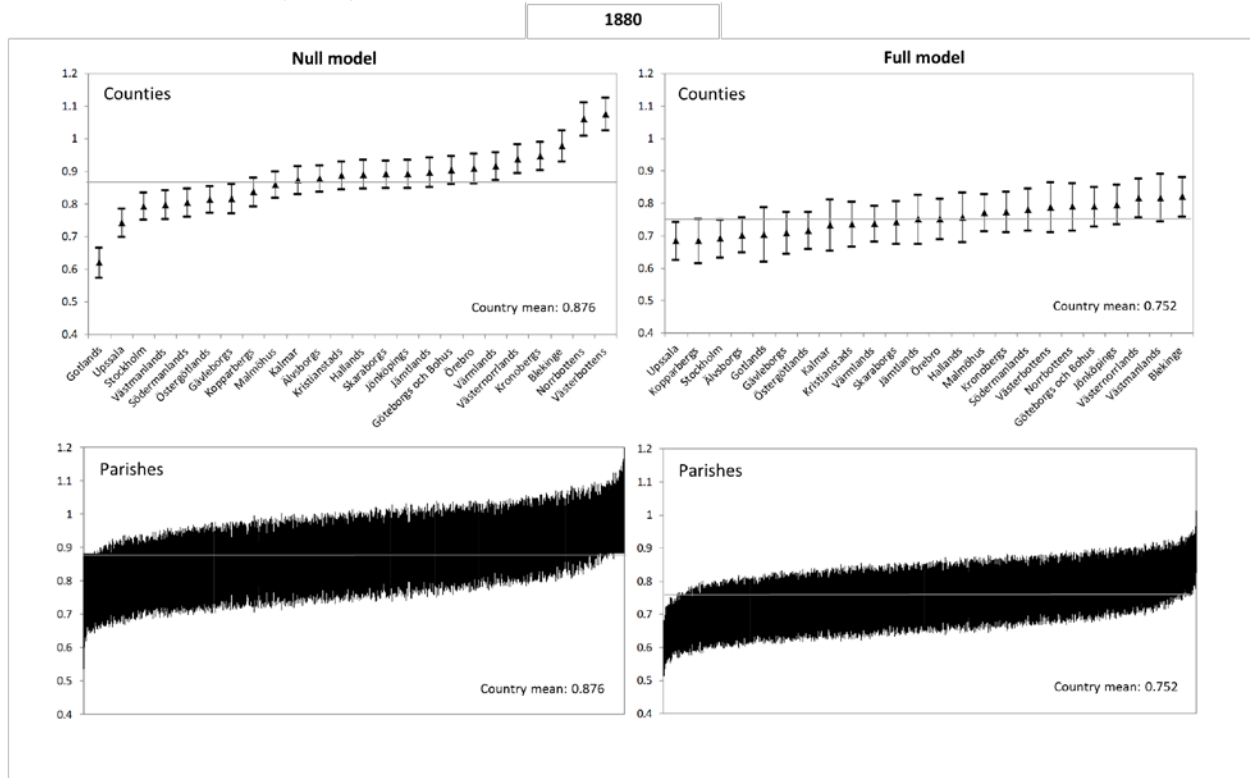 1880
Null model
Full model
Counties
1.2
1.1
1
0.9
0.8
0.7
0.6
0.5
0.4
Country mean: 0.876
Gotlands
Upssala
Stockholm
Västmanlands
Södermanlands
Östergötlands
Gävleborgs
Kopparbergs
Malmöhus
Kalmar
Älvsborgs
Kristianstads
Hallands
Skaraborgs
Jönköpings
Jämtlands
Göteborgs och Bohus
Örebro
Värmlands
Västernorrlands
Kronobergs
Blekinge
Norrbottens
Västerbottens
Counties
1.2
1.1
1
0.9
0.8
0.7
0.6
0.5
0.4
Country mean: 0.752
Upssala
Kopparbergs
Stockholm
Älvsborgs
Gotlands
Gävleborgs
Östergötlands
Kalmar
Kristianstads
Värmlands
Skaraborgs
Jämtlands
Örebro
Hallands
Malmöhus
Kronobergs
Södermanlands
Västerbottens
Norrbottens
Göteborgs och Bohus
Jönköpings
Västernorrlands
Västmanlands
Blekinge
Parishes
1.2
1.1
1
0.9
0.8
0.7
0.6
0.5
0.4
Country mean: 0.876
Parishes
1.2
1.1
1
0.9
0.8
0.7
0.6
0.5
0.4
Country mean: 0.752